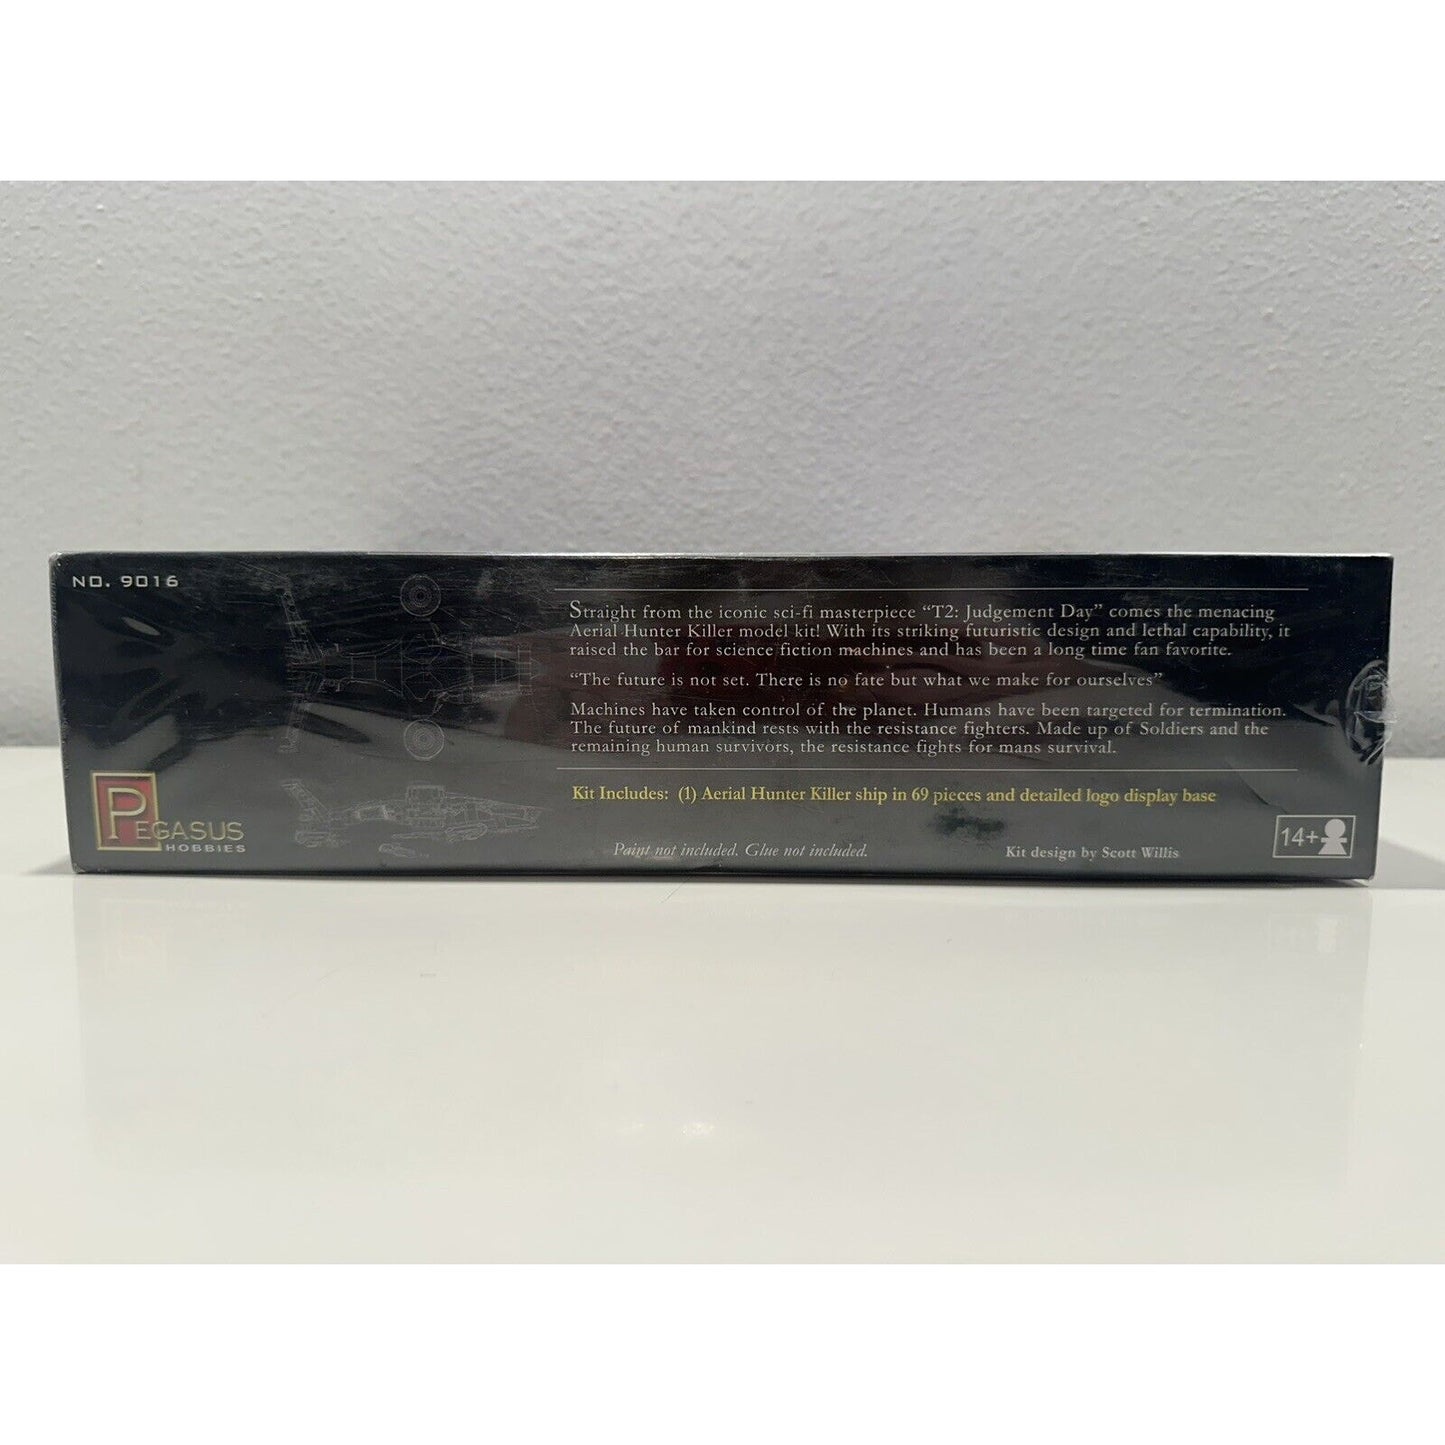 NO. 9016
Straight from the iconic sci-fi masterpiece “T2: Judgement Day” comes the menacing
Aerial Hunter Killer model kit! With its striking futuristic design and lethal capability, it
raised the bar for science fiction machines and has been a long time fan favorite.
“The future is not set. There is no fate but what we make for ourselves”
Machines have taken control of the planet. Humans have been targeted for termination.
The future of mankind rests with the resistance fighters. Made up of Soldiers and the
remaining human survivors, the resistance fights for mans survival.
Kit Includes: (1) Aerial Hunter Killer ship in 69 pieces and detailed logo display base
PEGASUS
HOBBIES
Paint not included. Glue not included.
Kit design by Scott Willis
14+